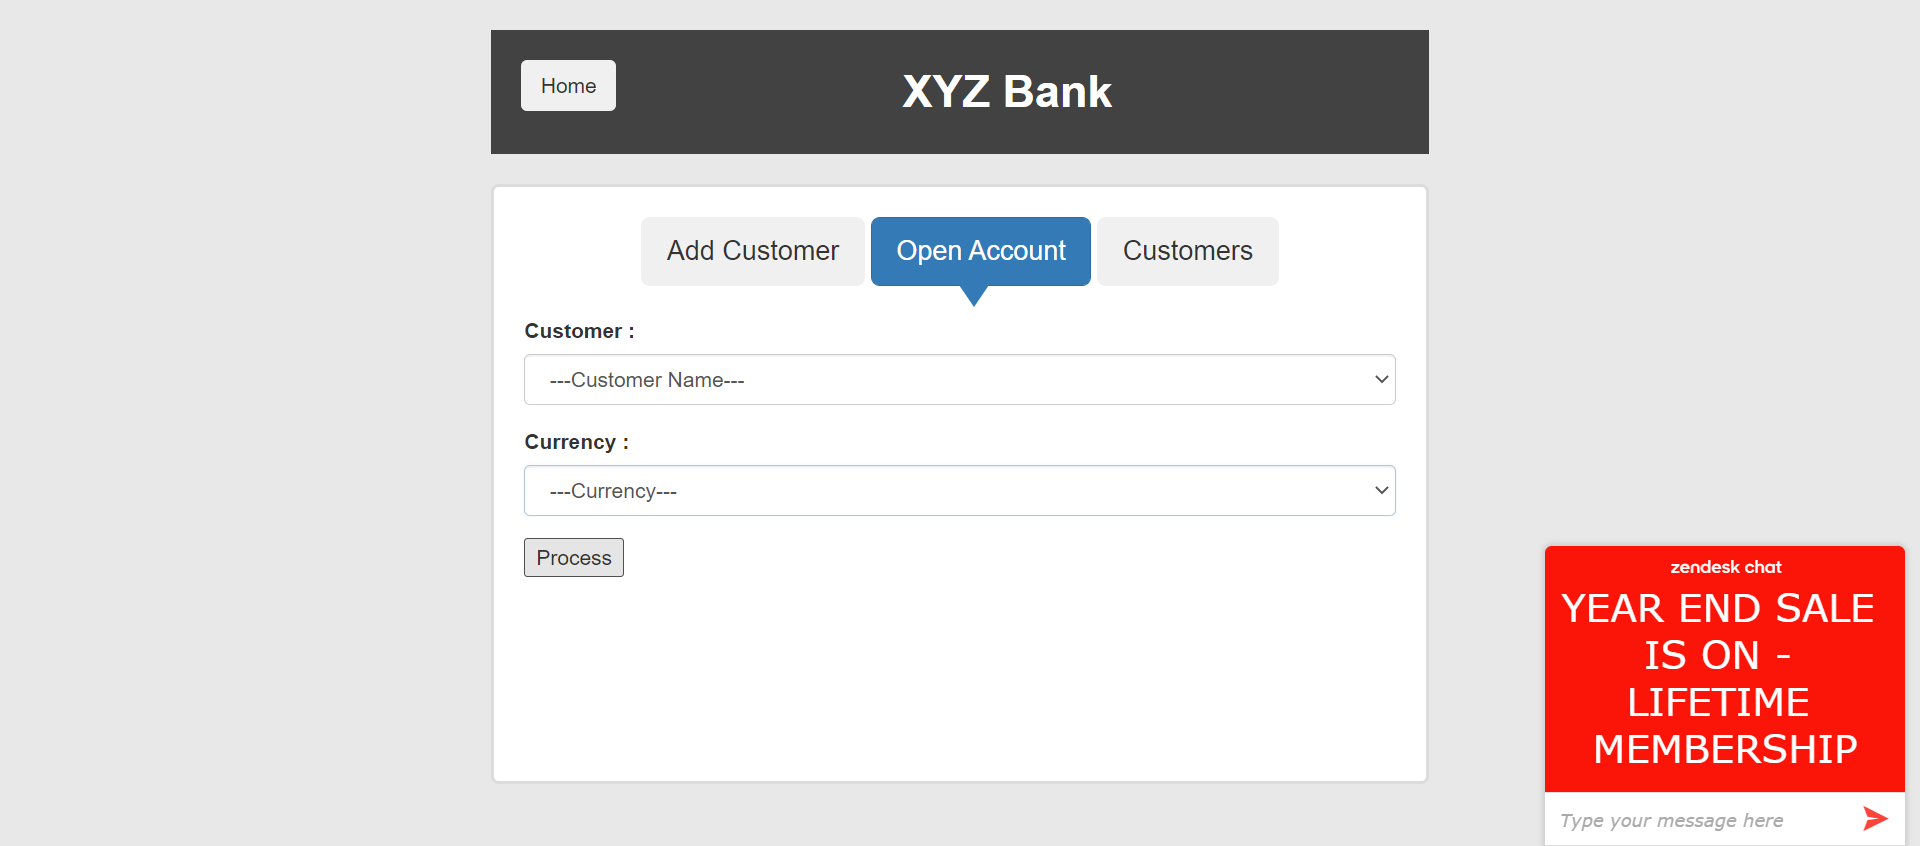 Home
XYZ Bank
Add Customer
Open Account
Customers
Customer :
---Customer Name---
Currency :
---Currency---
Process
zendesk chat
YEAR END SALE
IS ON -
LIFETIME
MEMBERSHIP
Type your message here